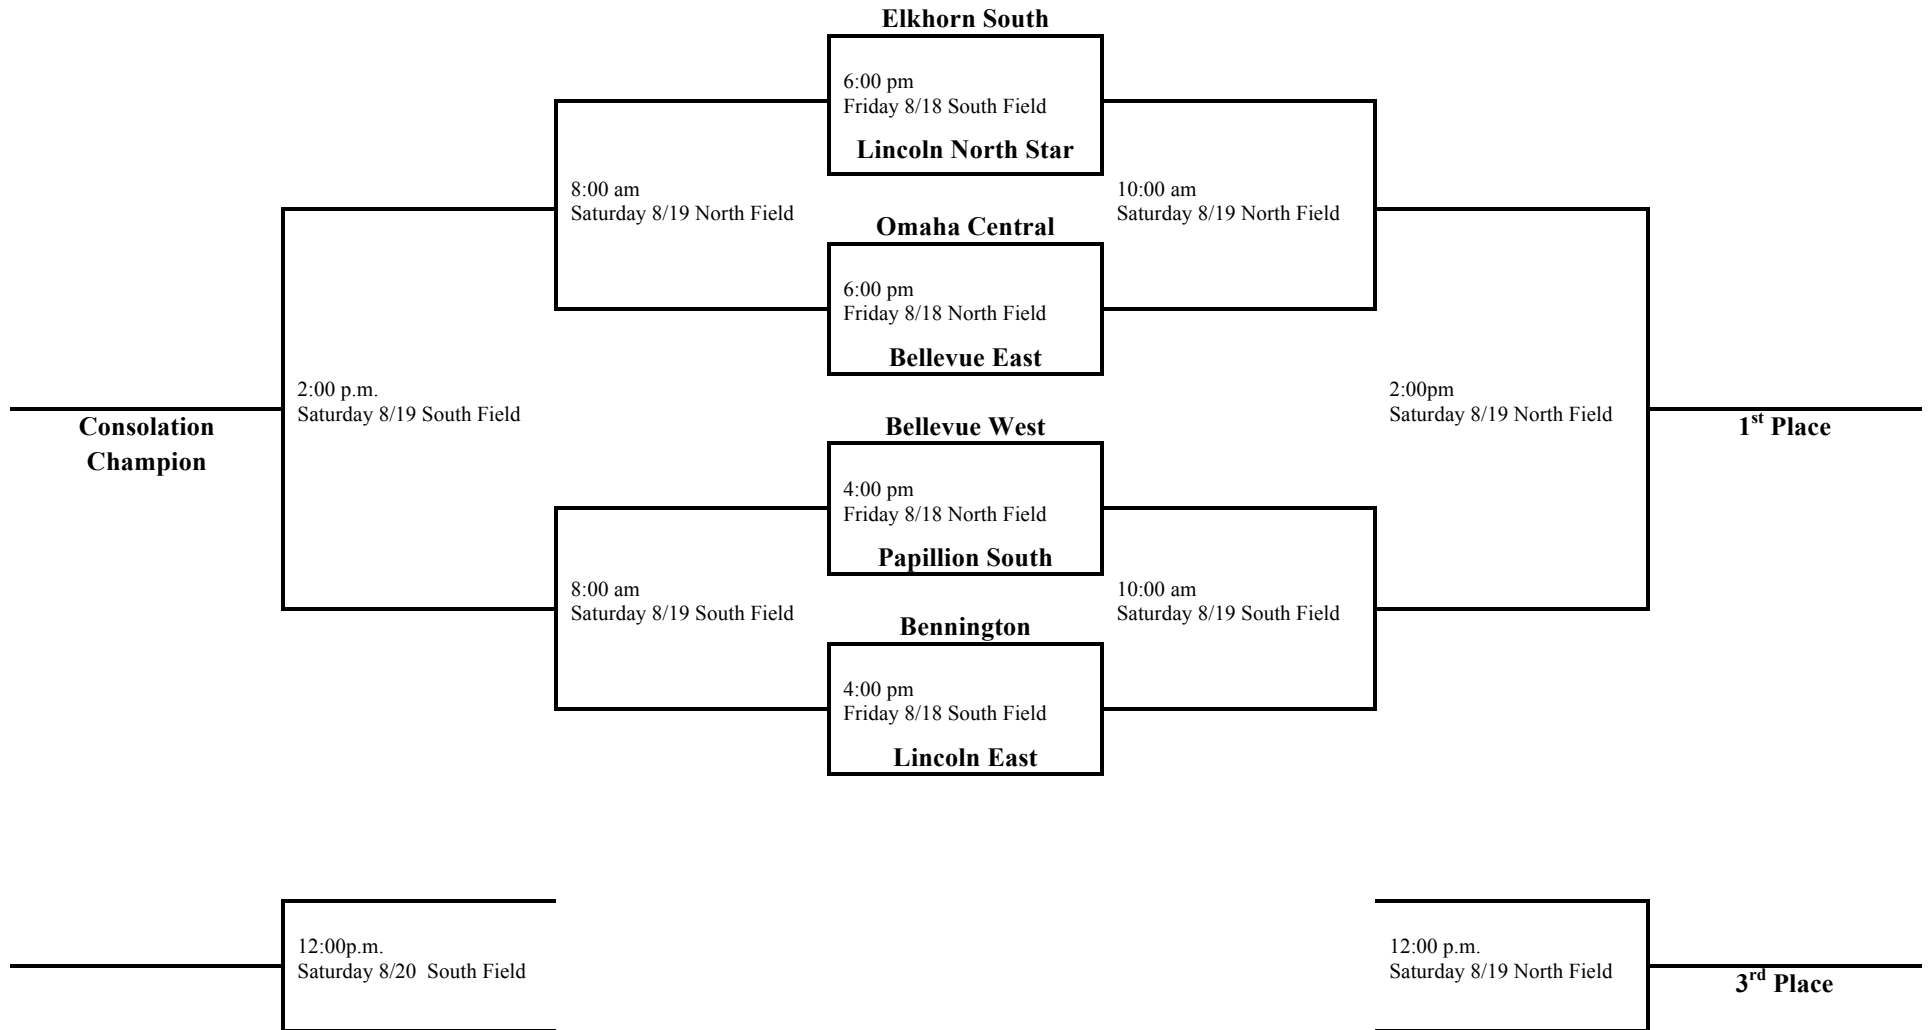 Elkhorn South
6:00 pm
Friday 8/18 South Field
Lincoln North Star
8:00 am
Saturday 8/19 North Field
10:00 am
Saturday 8/19 North Field
Omaha Central
6:00 pm
Friday 8/18 North Field
Bellevue East
2:00 p.m.
Saturday 8/19 South Field
2:00pm
Saturday 8/19 North Field
Consolation
Champion
Bellevue West
1st Place
4:00 pm
Friday 8/18 North Field
Papillion South
8:00 am
Saturday 8/19 South Field
10:00 am
Saturday 8/19 South Field
Bennington
4:00 pm
Friday 8/18 South Field
Lincoln East
12:00p.m.
Saturday 8/20  South Field
12:00 p.m.
Saturday 8/19 North Field
3rd Place